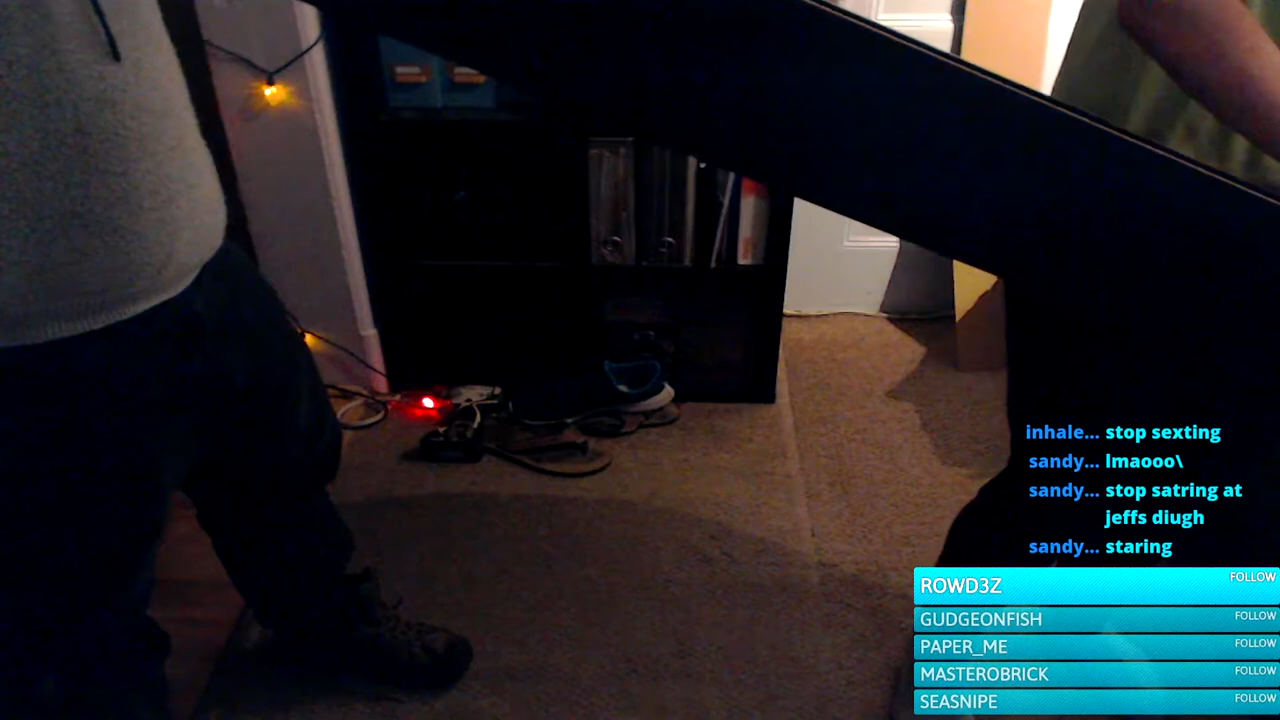 inhale... stop sexting
sandy... lmaooo\
sandy... stop satring at
jeffs diugh
sandy... staring
ROWD3Z FOLLOW
GUDGEONFISH FOLLOW
PAPER_ME FOLLOW
MASTEROBRICK FOLLOW
SEASNIPE FOLLOW